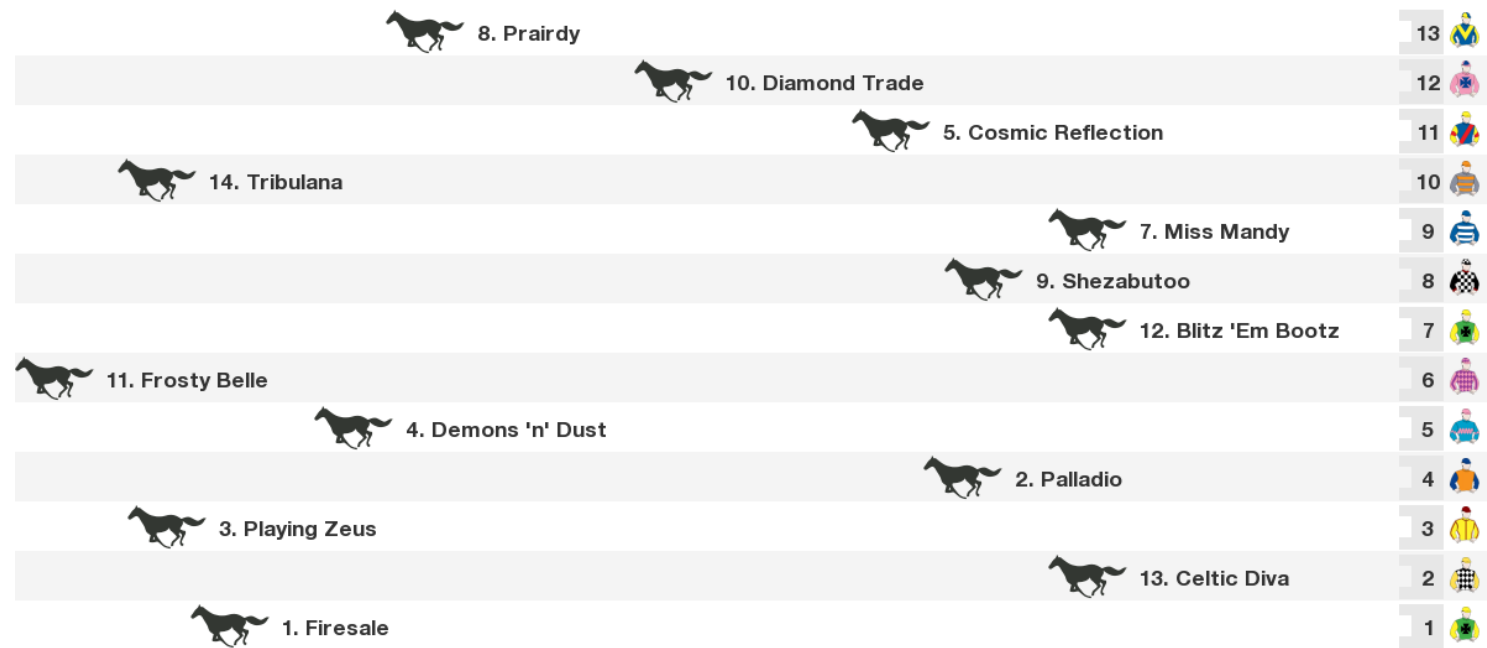 8. Prairdy 13
10. Diamond Trade 12
5. Cosmic Reflection 11
14. Tribulana 10
7. Miss Mandy 9
9. Shezabutoo 8
12. Blitz 'Em Bootz 7
11. Frosty Belle 6
4. Demons 'n' Dust 5
2. Palladio 4
3. Playing Zeus 3
13. Celtic Diva 2
1. Firesale 1